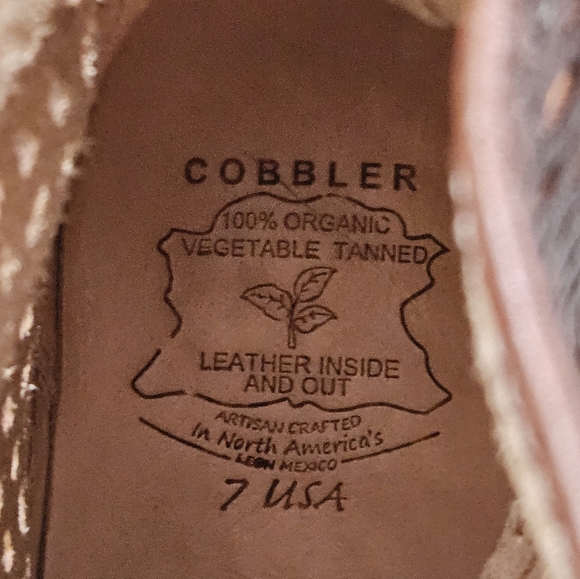 COBBLER
100% ORGANIC
VEGETABLE TANNED
LEATHER INSIDE
AND OUT
ARTISAN CRAFTED
In North America's
LEON MEXICO
7 USA